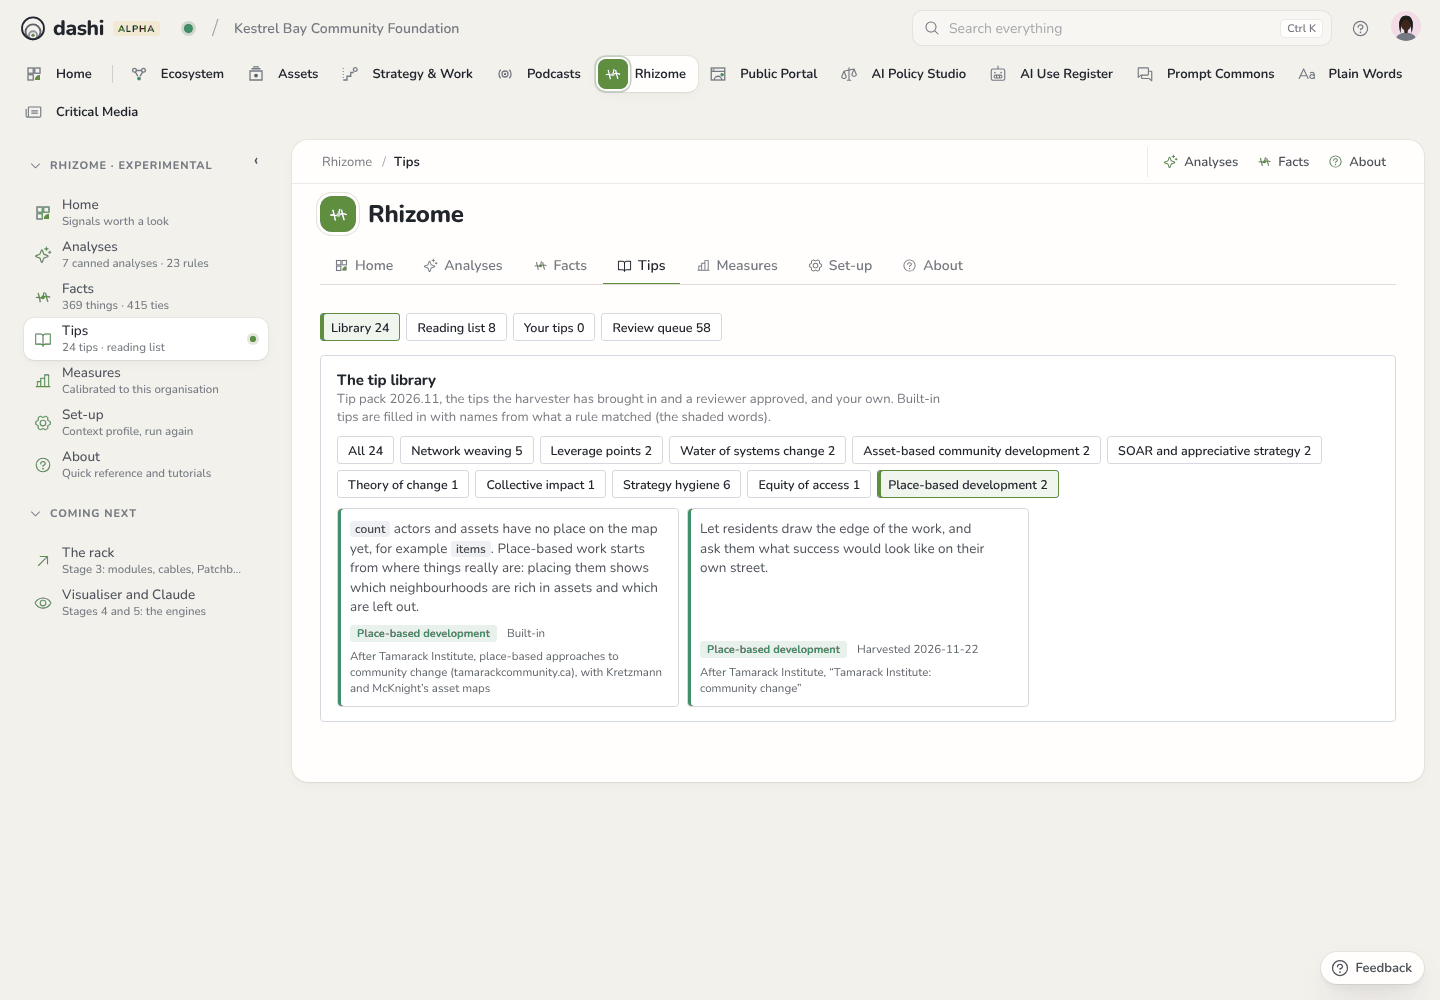 dashi ALPHA / Kestrel Bay Community Foundation
Search everything Ctrl K
Home
Ecosystem
Assets
Strategy & Work
Podcasts
Rhizome
Public Portal
AI Policy Studio
AI Use Register
Prompt Commons
Aa Plain Words
Critical Media
RHIZOME · EXPERIMENTAL
Home
Signals worth a look
Analyses
7 canned analyses · 23 rules
Facts
369 things · 415 ties
Tips
24 tips · reading list
Measures
Calibrated to this organisation
Set-up
Context profile, run again
About
Quick reference and tutorials
COMING NEXT
The rack
Stage 3: modules, cables, Patchb...
Visualiser and Claude
Stages 4 and 5: the engines
Rhizome / Tips
Analyses
Facts
About
Rhizome
Home
Analyses
Facts
Tips
Measures
Set-up
About
Library 24
Reading list 8
Your tips 0
Review queue 58
The tip library
Tip pack 2026.11, the tips the harvester has brought in and a reviewer approved, and your own. Built-in
tips are filled in with names from what a rule matched (the shaded words).
All 24
Network weaving 5
Leverage points 2
Water of systems change 2
Asset-based community development 2
SOAR and appreciative strategy 2
Theory of change 1
Collective impact 1
Strategy hygiene 6
Equity of access 1
Place-based development 2
count actors and assets have no place on the map
yet, for example items . Place-based work starts
from where things really are: placing them shows
which neighbourhoods are rich in assets and which
are left out.
Place-based development Built-in
After Tamarack Institute, place-based approaches to
community change (tamarackcommunity.ca), with Kretzmann
and McKnight's asset maps
Let residents draw the edge of the work, and
ask them what success would look like on their
own street.
Place-based development Harvested 2026-11-22
After Tamarack Institute, “Tamarack Institute:
community change”
Feedback